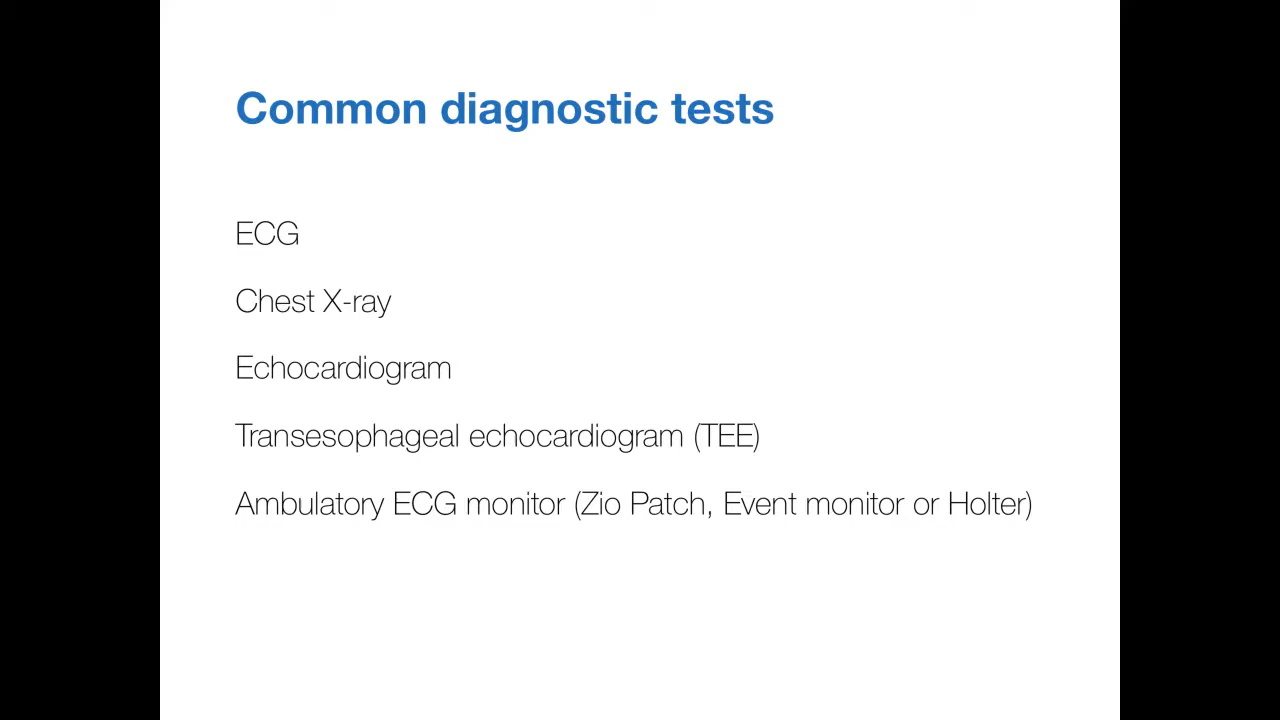 Common diagnostic tests
ECG
Chest X-ray
Echocardiogram
Transesophageal echocardiogram (TEE)
Ambulatory ECG monitor (Zio Patch, Event monitor or Holter)